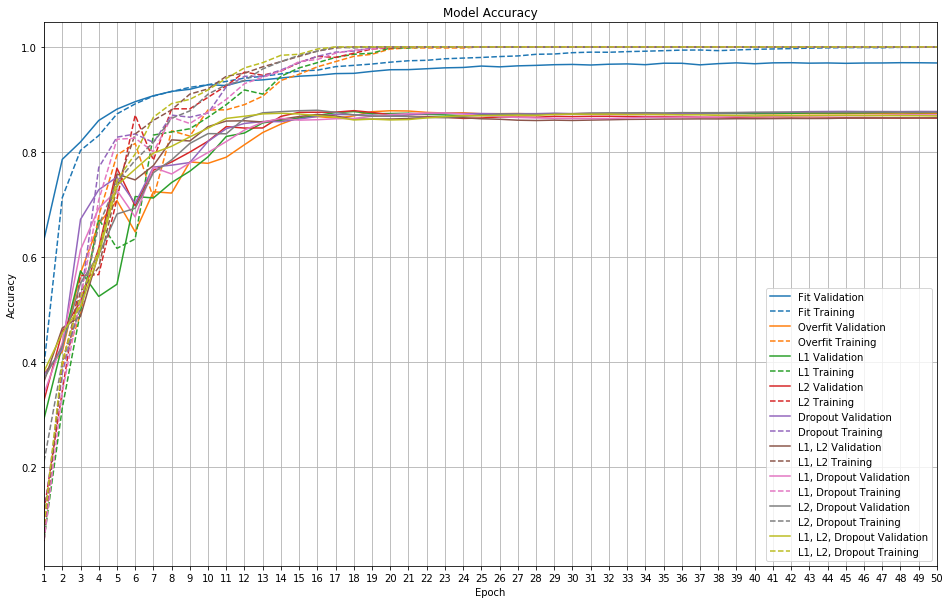 Model Accuracy
1.0
0.8
0.6
0.4
0.2
Accuracy
Fit Validation
Fit Training
Overfit Validation
Overfit Training
L1 Validation
L1 Training
L2 Validation
L2 Training
Dropout Validation
Dropout Training
L1, L2 Validation
L1, L2 Training
L1, Dropout Validation
L1, Dropout Training
L2, Dropout Validation
L2, Dropout Training
L1, L2, Dropout Validation
L1, L2, Dropout Training
1 2 3 4 5 6 7 8 9 10 11 12 13 14 15 16 17 18 19 20 21 22 23 24 25 26 27 28 29 30 31 32 33 34 35 36 37 38 39 40 41 42 43 44 45 46 47 48 49 50
Epoch